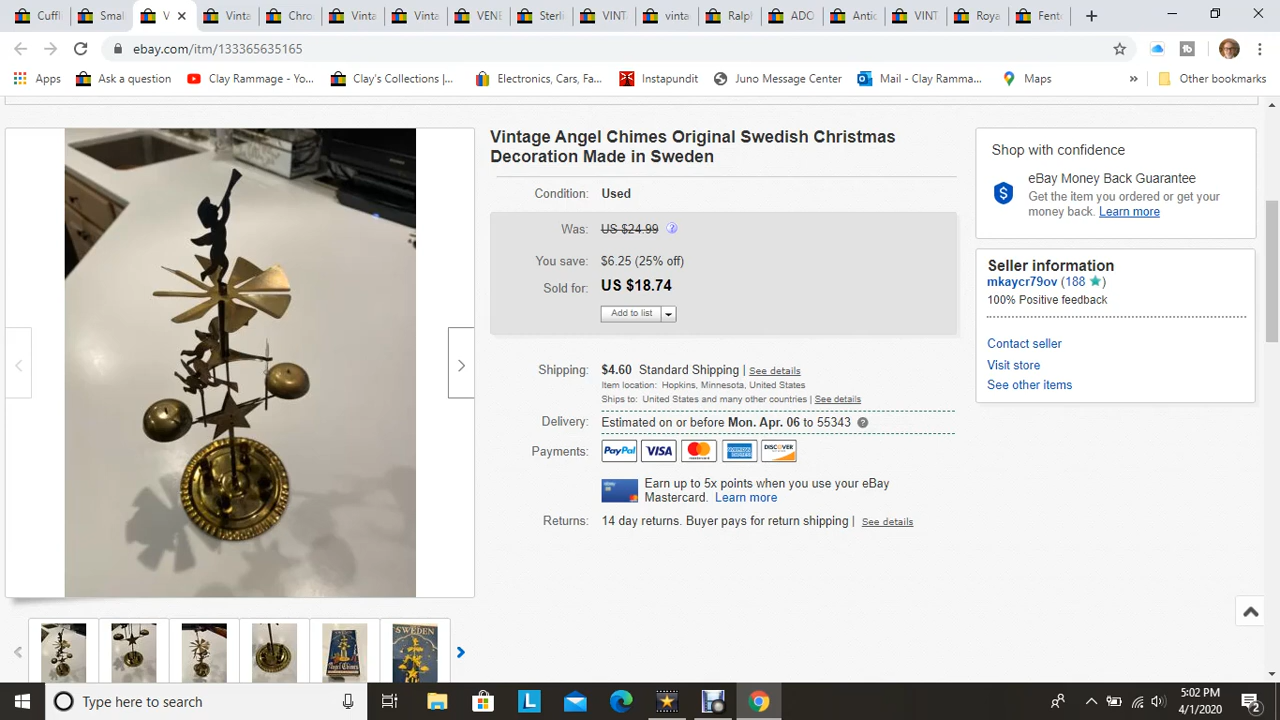 Cuffl
Smal
V
Vinta
Chro
Vinta
Vinta
VENE
Sterli
VINT
vinta
Ralpl
ADO
Antic
VINT
Roya
Fent
ebay.com/itm/133365635165
Apps
Ask a question
Clay Rammage - Yo...
Clay's Collections |...
Electronics, Cars, Fa...
Instapundit
Juno Message Center
Mail - Clay Ramma...
Maps
»
Other bookmarks
Vintage Angel Chimes Original Swedish Christmas
Decoration Made in Sweden
Condition: Used
Was: US $24.99
You save: $6.25 (25% off)
Sold for: US $18.74
Add to list
Shipping: $4.60 Standard Shipping | See details
Item location: Hopkins, Minnesota, United States
Ships to: United States and many other countries | See details
Delivery: Estimated on or before Mon. Apr. 06 to 55343
Payments: PayPal VISA MasterCard AMERICAN EXPRESS DISCOVER
Earn up to 5x points when you use your eBay
Mastercard. Learn more
Returns: 14 day returns. Buyer pays for return shipping | See details
Shop with confidence
eBay Money Back Guarantee
Get the item you ordered or get your
money back. Learn more
Seller information
mkaycr79ov (188 ★)
100% Positive feedback
Contact seller
Visit store
See other items
SWEDEN
Angel Chimes
SWEDEN
Type here to search
L
5:02 PM
4/1/2020
2